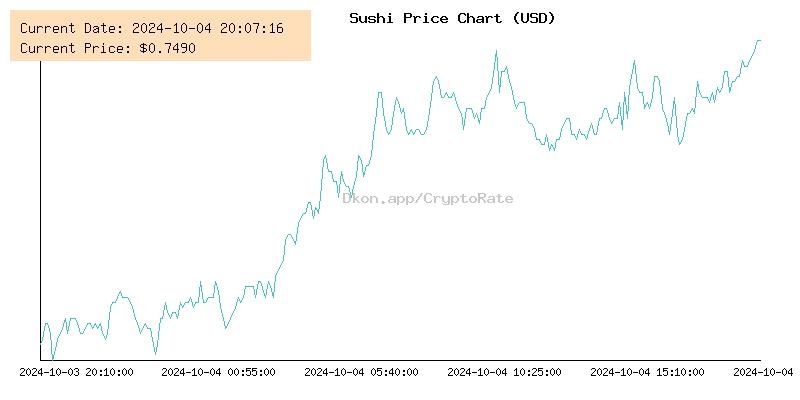 Sushi Price Chart (USD)
Current Date: 2024-10-04 20:07:16
Current Price: $0.7490
Dkon.app/CryptoRate
2024-10-03 20:10:00 2024-10-04 00:55:00 2024-10-04 05:40:00 2024-10-04 10:25:00 2024-10-04 15:10:00 2024-10-04